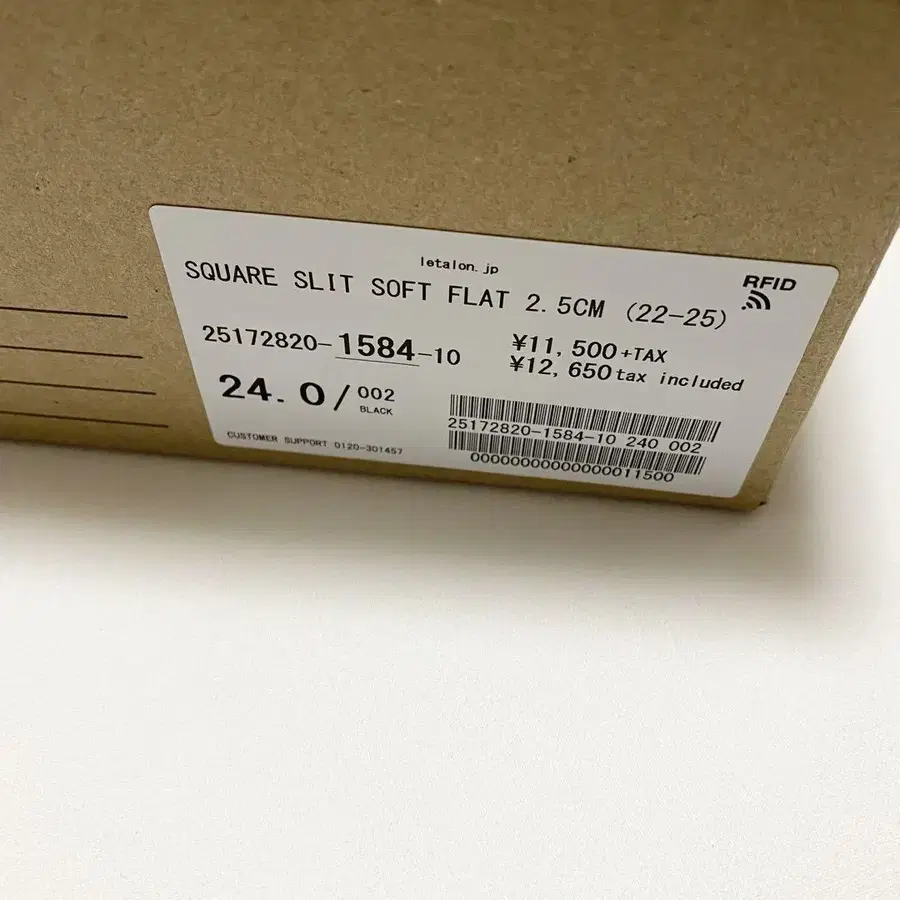 letalon.jp
RFID
SQUARE SLIT SOFT FLAT 2.5CM (22-25)
25172820-1584-10
¥11,500+TAX
¥12,650 tax included
24.0/002
BLACK
25172820-1584-10 240 002
CUSTOMER SUPPORT 0120-301457
00000000000000011500